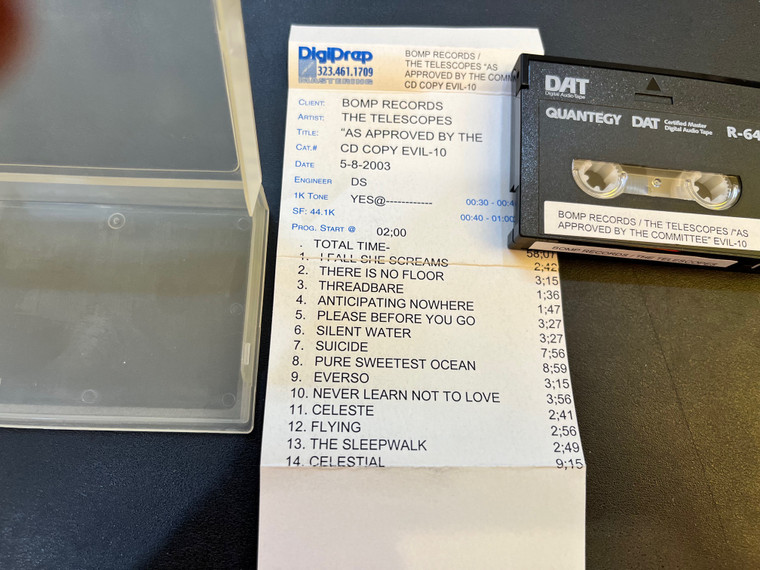 DigiPrep
323.461.1709
MASTERING
BOMP RECORDS /
THE TELESCOPES "AS
APPROVED BY THE
CD COPY EVIL-10
CLIENT: BOMP RECORDS
ARTIST: THE TELESCOPES
TITLE: "AS APPROVED BY THE
CAT.# CD COPY EVIL-10
DATE 5-8-2003
ENGINEER DS
1K TONE YES@------------ 00:30 -
SF: 44.1K 00:40 - 01:00
PROG. START @ 02;00
. TOTAL TIME- 58;07
1. I FALL SHE SCREAMS 2;42
2. THERE IS NO FLOOR 3;15
3. THREADBARE 1;36
4. ANTICIPATING NOWHERE 1;47
5. PLEASE BEFORE YOU GO 3;27
6. SILENT WATER 3;27
7. SUICIDE 7;56
8. PURE SWEETEST OCEAN 8;59
9. EVERSO 3;15
10. NEVER LEARN NOT TO LOVE 3;56
11. CELESTE 2;41
12. FLYING 2;56
13. THE SLEEPWALK 2;49
14. CELESTIAL 9;15
DAT
Digital Audio Tape
QUANTEGY DAT Certified Master
Digital Audio Tape
R-64
BOMP RECORDS / THE TELESCOPES /"AS
APPROVED BY THE COMMITTEE" EVIL-10
BOMP RECORDS / THE TELESCOPES